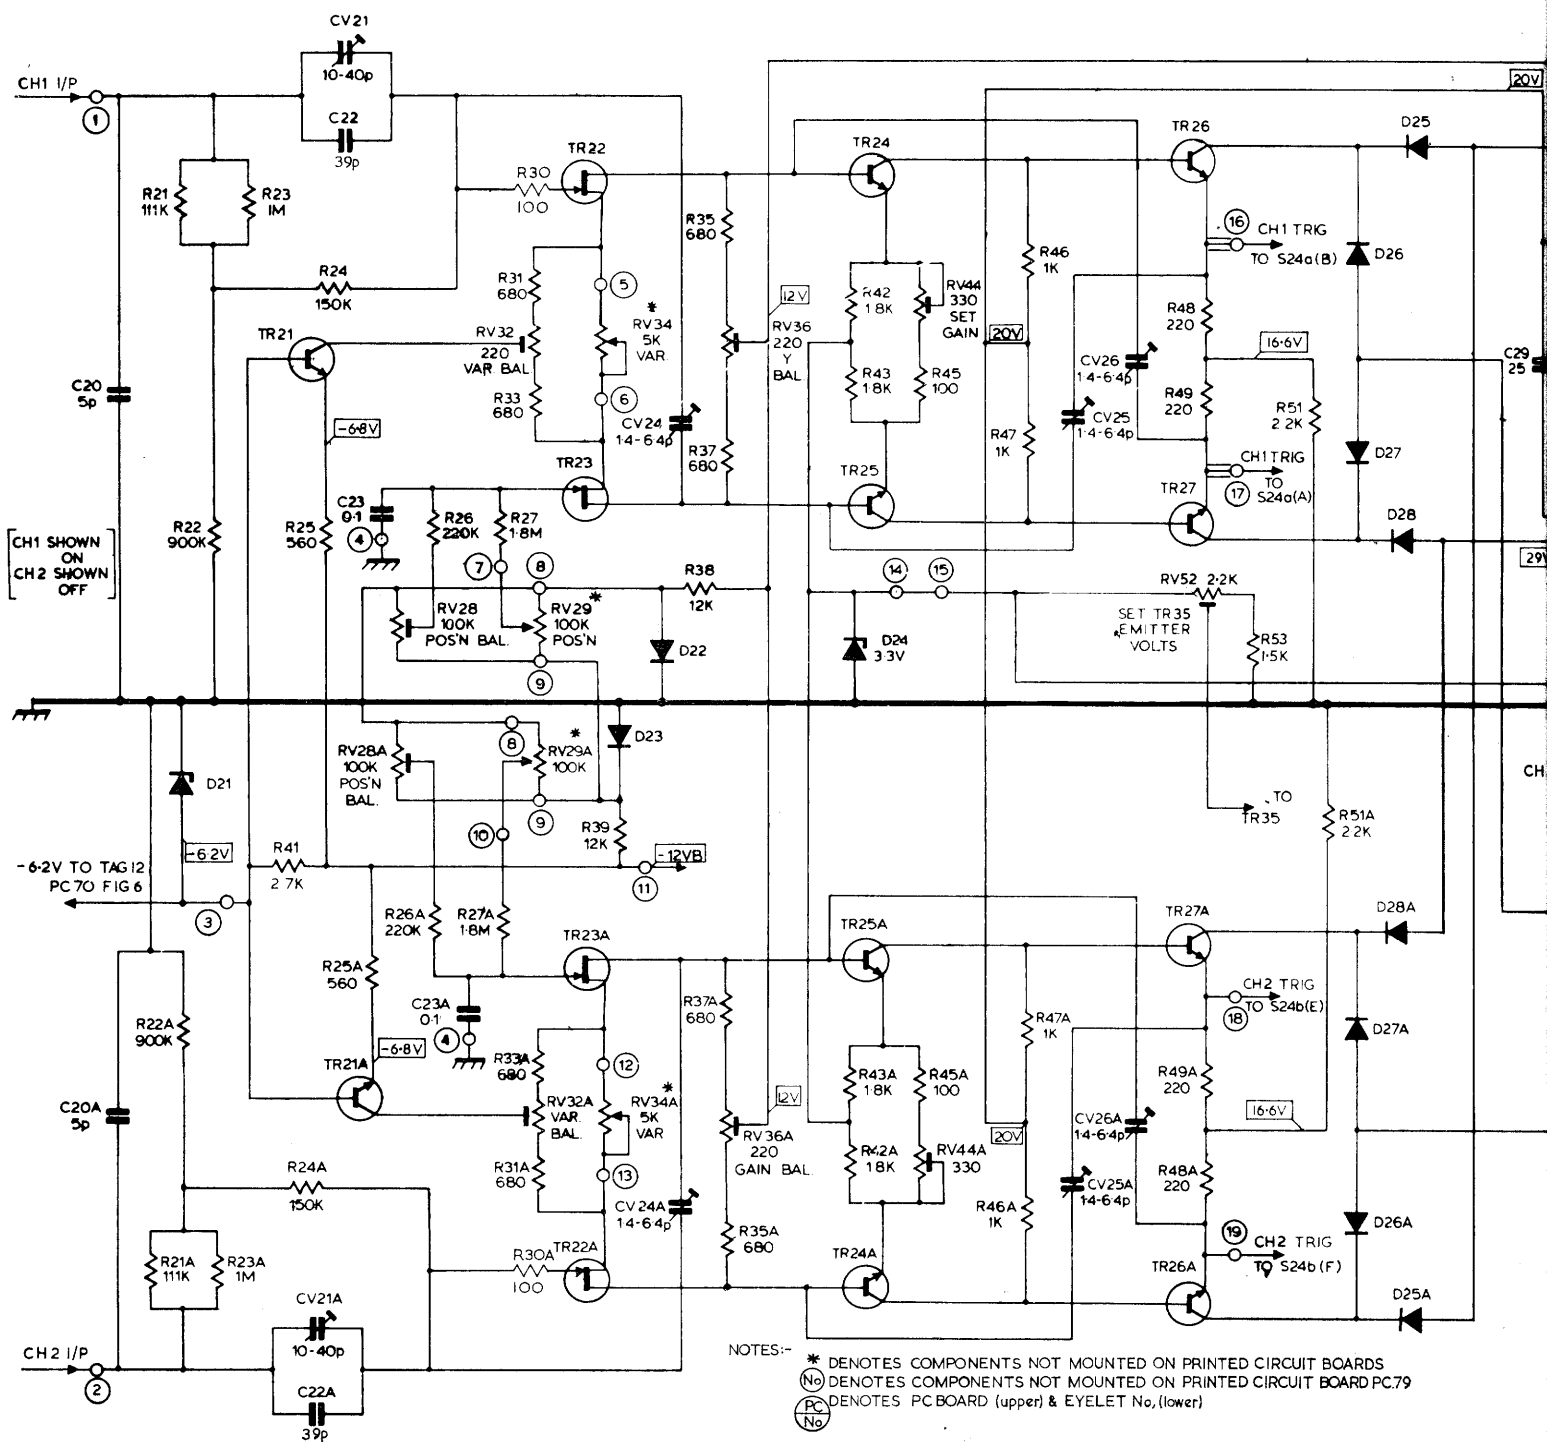 CV21
10-40p
CH1 I/P
1
C22
39p
R21
111K
R23
1M
R24
150K
R30
100
TR22
R31
680
RV32
220
VAR BAL
R33
680
5
*
RV34
5K
VAR.
6
CV24
1·4-6·4p
TR21
-6·8V
C20
5p
R22
900K
R25
560
CH1 SHOWN
ON
CH2 SHOWN
OFF
C23
0·1
4
R26
220K
R27
1·8M
7
8
TR23
RV28
100K
POS'N BAL.
RV29
*
100K
POS'N
9
R38
12K
D22
R35
680
12V
RV36
220
Y
BAL
R37
680
TR24
R42
1·8K
RV44
330
SET
GAIN
R43
1·8K
R45
100
TR25
20V
R46
1K
R47
1K
CV26
1·4-6·4p
CV25
1·4-6·4p
TR26
16
CH1 TRIG
TO S24a(B)
R48
220
16·6V
R49
220
R51
2·2K
17
CH1 TRIG
TO
S24a(A)
TR27
D25
D26
D27
D28
20V
C29
25
29V
14
15
D24
3·3V
RV52 2·2K
SET TR35
EMITTER
VOLTS
R53
1·5K
TO
TR35
R51A
2·2K
CH
D21
-6·2V
-6·2V TO TAG 12
PC70 FIG 6
3
R41
2·7K
RV28A
100K
POS'N
BAL.
8
*
RV29A
100K
9
10
D23
R39
12K
-12VB
11
R26A
220K
R27A
1·8M
R25A
560
C23A
0·1
4
-6·8V
TR21A
TR23A
R33A
680
12
*
RV32A
VAR.
BAL.
RV34A
5K
VAR
R31A
680
13
CV24A
1·4-6·4p
TR22A
R30A
100
R22A
900K
C20A
5p
R24A
150K
R21A
111K
R23A
1M
CV21A
10-40p
CH2 I/P
2
C22A
39p
R37A
680
12V
RV36A
220
GAIN BAL.
R35A
680
TR25A
R43A
1·8K
R45A
100
R42A
1·8K
RV44A
330
TR24A
R47A
1K
20V
R46A
1K
CV26A
1·4-6·4p
CV25A
1·4-6·4p
TR27A
CH2 TRIG
TO S24b(E)
18
R49A
220
16·6V
R48A
220
19
CH2 TRIG
TO S24b(F)
TR26A
D28A
D27A
D26A
D25A
NOTES:-
* DENOTES COMPONENTS NOT MOUNTED ON PRINTED CIRCUIT BOARDS
No DENOTES COMPONENTS NOT MOUNTED ON PRINTED CIRCUIT BOARD PC.79
PC
No DENOTES PC BOARD (upper) & EYELET No, (lower)